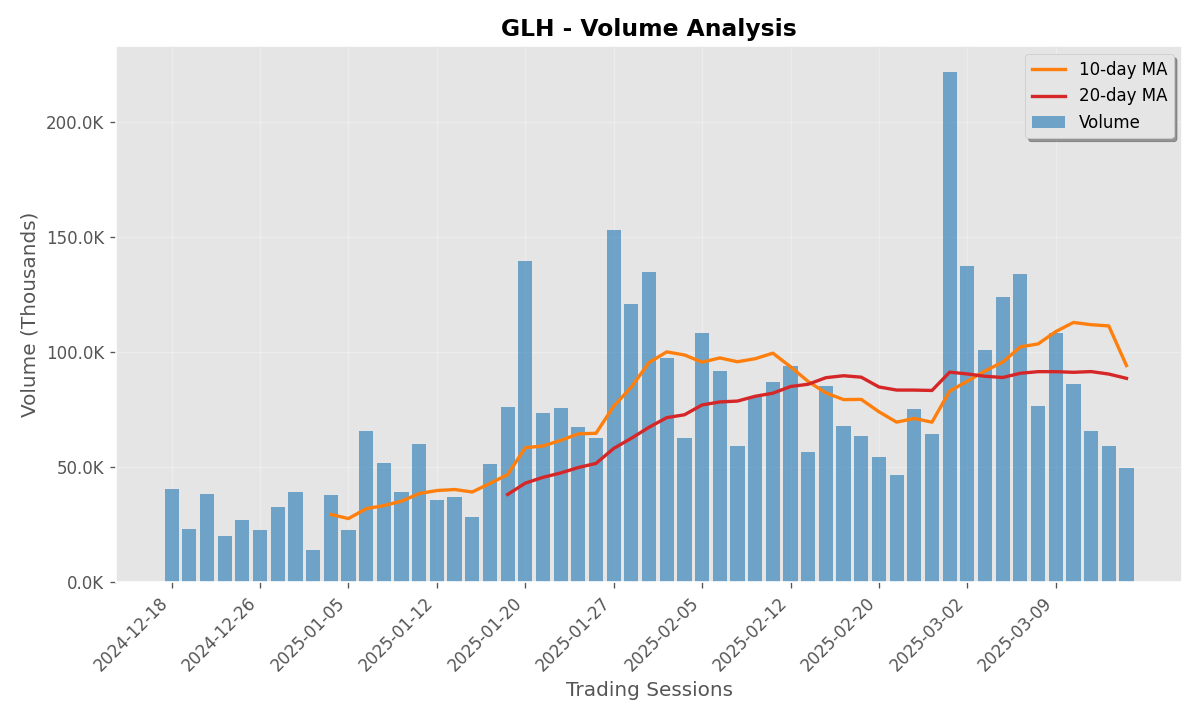 GLH - Volume Analysis
10-day MA
20-day MA
Volume
Volume (Thousands)
200.0K
150.0K
100.0K
50.0K
0.0K
2024-12-18
2024-12-26
2025-01-05
2025-01-12
2025-01-20
2025-01-27
2025-02-05
2025-02-12
2025-02-20
2025-03-02
2025-03-09
Trading Sessions